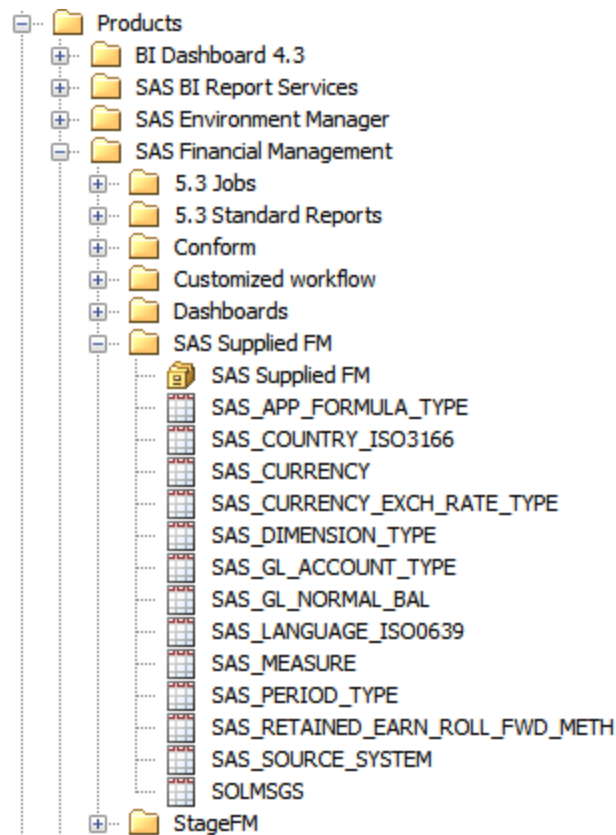 Products
BI Dashboard 4.3
SAS BI Report Services
SAS Environment Manager
SAS Financial Management
5.3 Jobs
5.3 Standard Reports
Conform
Customized workflow
Dashboards
SAS Supplied FM
SAS Supplied FM
SAS_APP_FORMULA_TYPE
SAS_COUNTRY_ISO3166
SAS_CURRENCY
SAS_CURRENCY_EXCH_RATE_TYPE
SAS_DIMENSION_TYPE
SAS_GL_ACCOUNT_TYPE
SAS_GL_NORMAL_BAL
SAS_LANGUAGE_ISO0639
SAS_MEASURE
SAS_PERIOD_TYPE
SAS_RETAINED_EARN_ROLL_FWD_METH
SAS_SOURCE_SYSTEM
SOLMSGS
StageFM